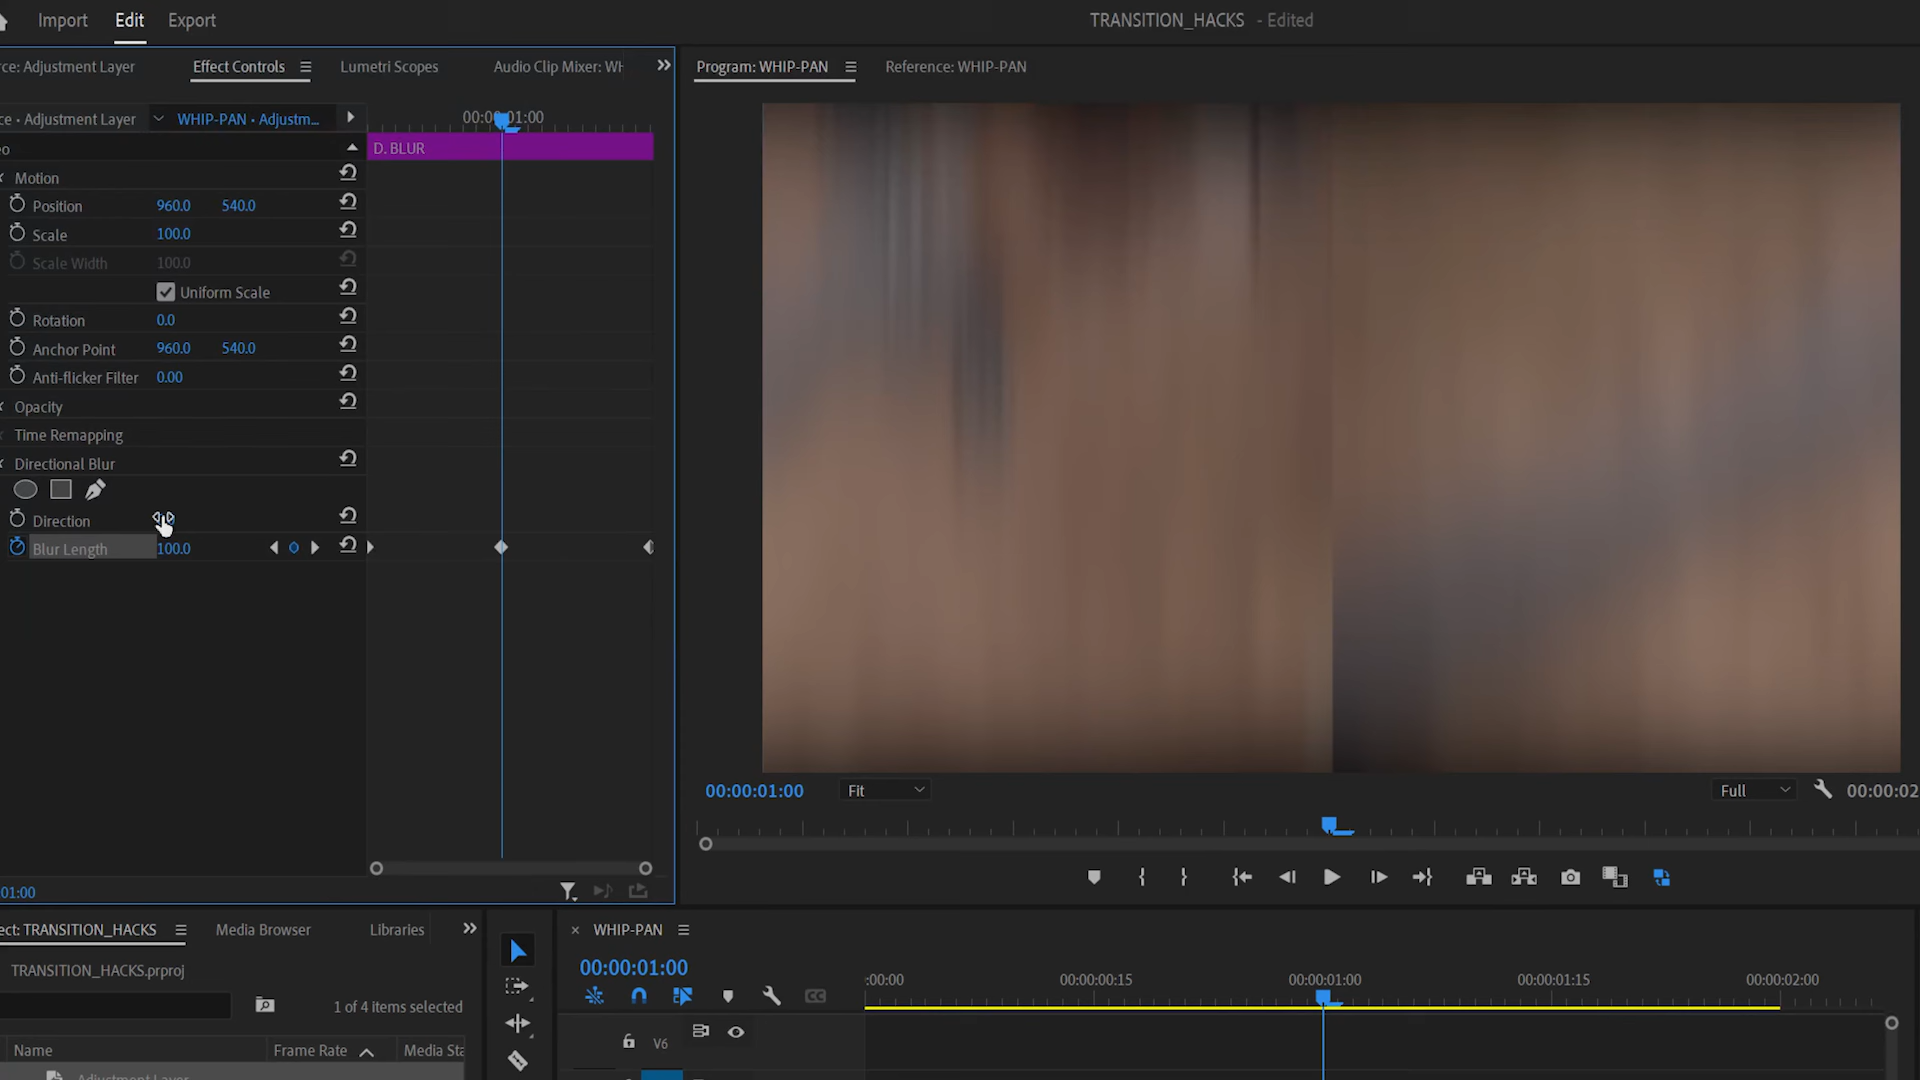 Import Edit Export TRANSITION_HACKS - Edited
ce: Adjustment Layer Effect Controls Lumetri Scopes Audio Clip Mixer: WH Program: WHIP-PAN Reference: WHIP-PAN
ce • Adjustment Layer WHIP-PAN • Adjustm... 00:00:01:00
eo D. BLUR
Motion
Position 960.0 540.0
Scale 100.0
Scale Width 100.0
Uniform Scale
Rotation 0.0
Anchor Point 960.0 540.0
Anti-flicker Filter 0.00
Opacity
Time Remapping
Directional Blur
Direction
Blur Length 100.0
00:00:01:00 Fit Full 00:00:02
01:00
ect: TRANSITION_HACKS Media Browser Libraries × WHIP-PAN
TRANSITION_HACKS.prproj 00:00:01:00
:00:00 00:00:00:15 00:00:01:00 00:00:01:15 00:00:02:00
1 of 4 items selected
V6
Name Frame Rate Media Sta
Adjustment Layer